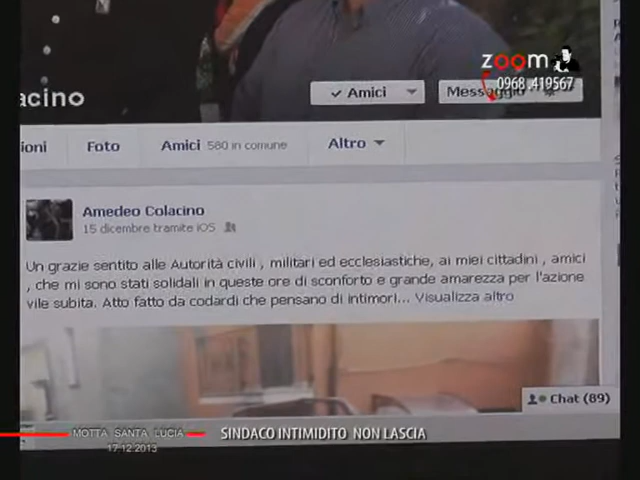 zoom
0968 .419567
acino
Amici
Messaggio
ioni
Foto
Amici 580 in comune
Altro
Amedeo Colacino
15 dicembre tramite iOS
Un grazie sentito alle Autorità civili , militari ed ecclesiastiche, ai miei cittadini , amici
, che mi sono stati solidali in queste ore di sconforto e grande amarezza per l'azione
vile subita. Atto fatto da codardi che pensano di intimori... Visualizza altro
Chat (89)
MOTTA SANTA LUCIA
17.12.2013
SINDACO INTIMIDITO NON LASCIA